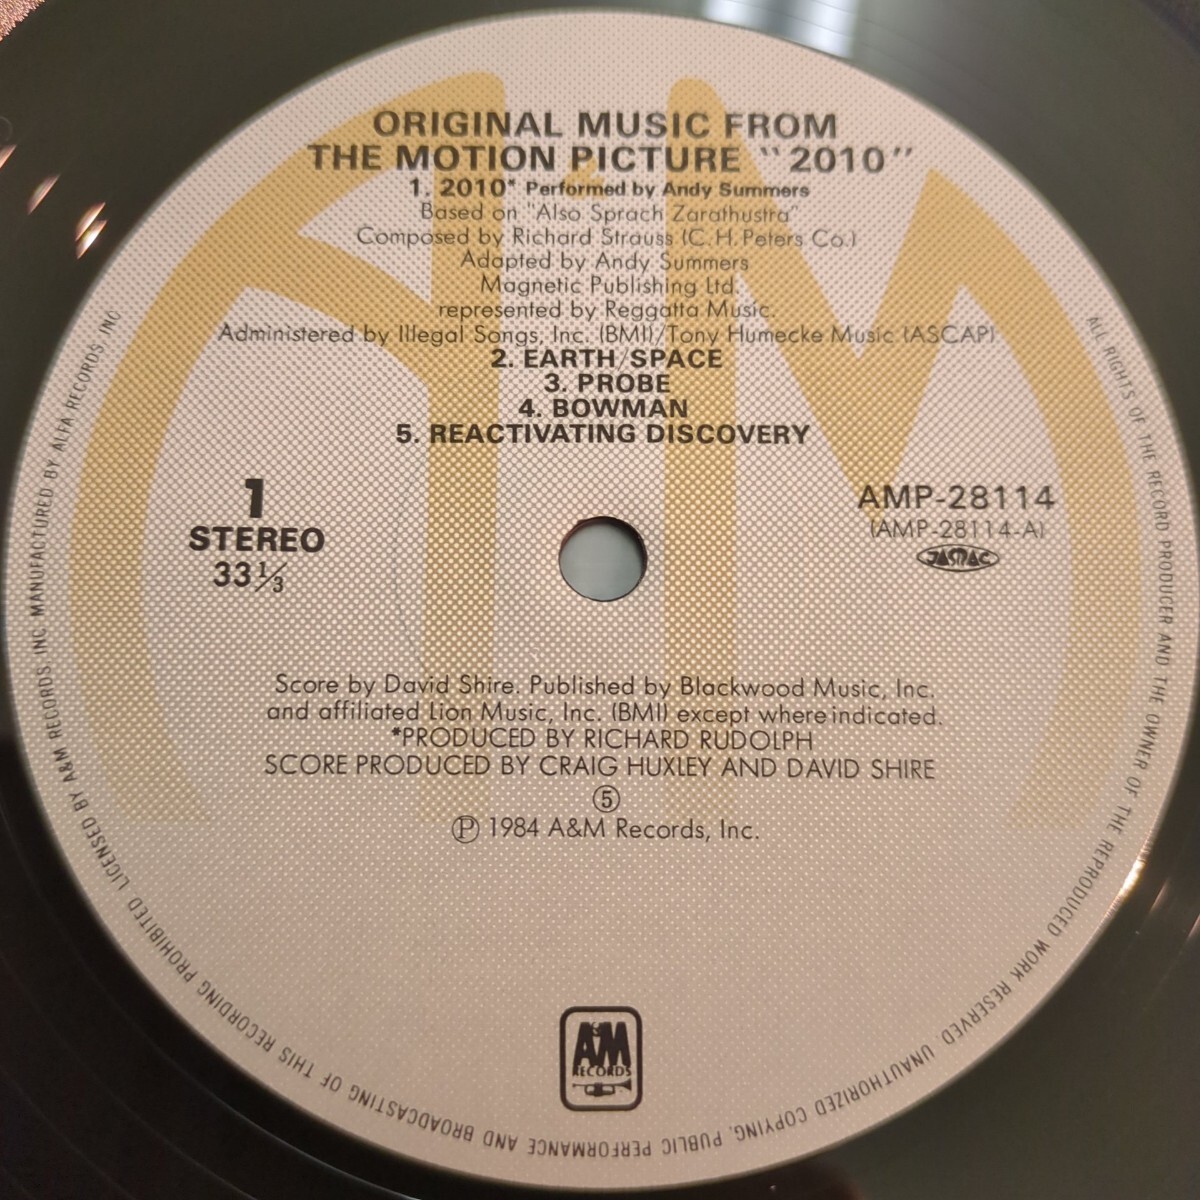 ORIGINAL MUSIC FROM
THE MOTION PICTURE "2010"
1. 2010* Performed by Andy Summers
Based on "Also Sprach Zarathustra"
Composed by Richard Strauss (C.H. Peters Co.)
Adapted by Andy Summers
Magnetic Publishing Ltd.
represented by Reggatta Music.
Administered by Illegal Songs, Inc. (BMI)/Tony Humecke Music (ASCAP)
2. EARTH/SPACE
3. PROBE
4. BOWMAN
5. REACTIVATING DISCOVERY
1
STEREO
33 1/3
AMP-28114
(AMP-28114-A)
JASRAC
Score by David Shire. Published by Blackwood Music, Inc.
and affiliated Lion Music, Inc. (BMI) except where indicated.
*PRODUCED BY RICHARD RUDOLPH
SCORE PRODUCED BY CRAIG HUXLEY AND DAVID SHIRE
⑤
Ⓟ 1984 A&M Records, Inc.
A&M
RECORDS
ALL RIGHTS OF THE RECORD PRODUCER AND THE OWNER OF THE REPRODUCED WORK RESERVED. UNAUTHORIZED COPYING, PUBLIC PERFORMANCE AND BROADCASTING OF THIS RECORDING PROHIBITED LICENSED BY A&M RECORDS INC MANUFACTURED BY ALFA RECORDS INC